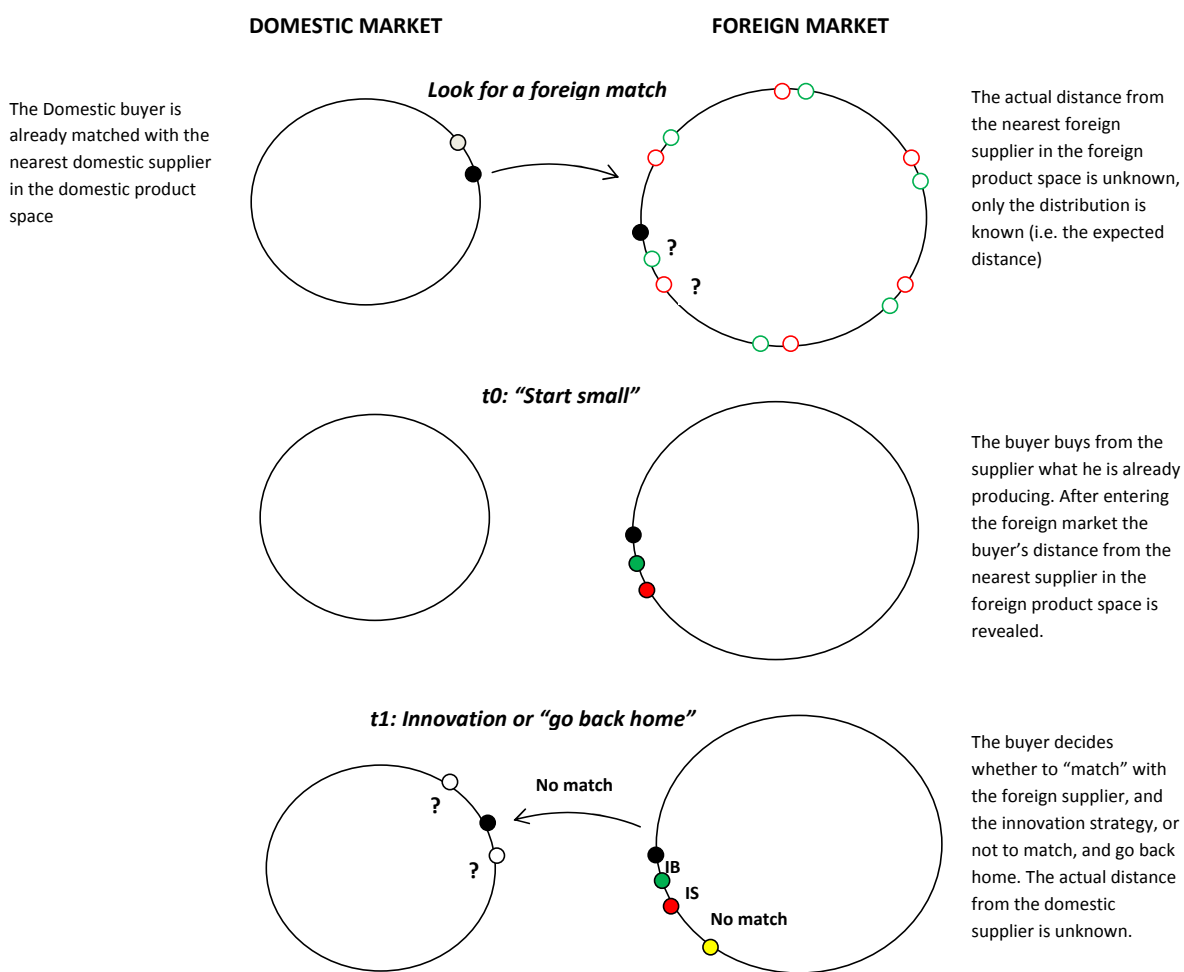 DOMESTIC MARKET
FOREIGN MARKET
Look for a foreign match
The Domestic buyer is
already matched with the
nearest domestic supplier
in the domestic product
space
The actual distance from
the nearest foreign
supplier in the foreign
product space is unknown,
only the distribution is
known (i.e. the expected
distance)
?
?
t0: “Start small”
The buyer buys from the
supplier what he is already
producing. After entering
the foreign market the
buyer’s distance from the
nearest supplier in the
foreign product space is
revealed.
t1: Innovation or “go back home”
No match
?
?
IB
IS
No match
The buyer decides
whether to “match” with
the foreign supplier, and
the innovation strategy, or
not to match, and go back
home. The actual distance
from the domestic
supplier is unknown.